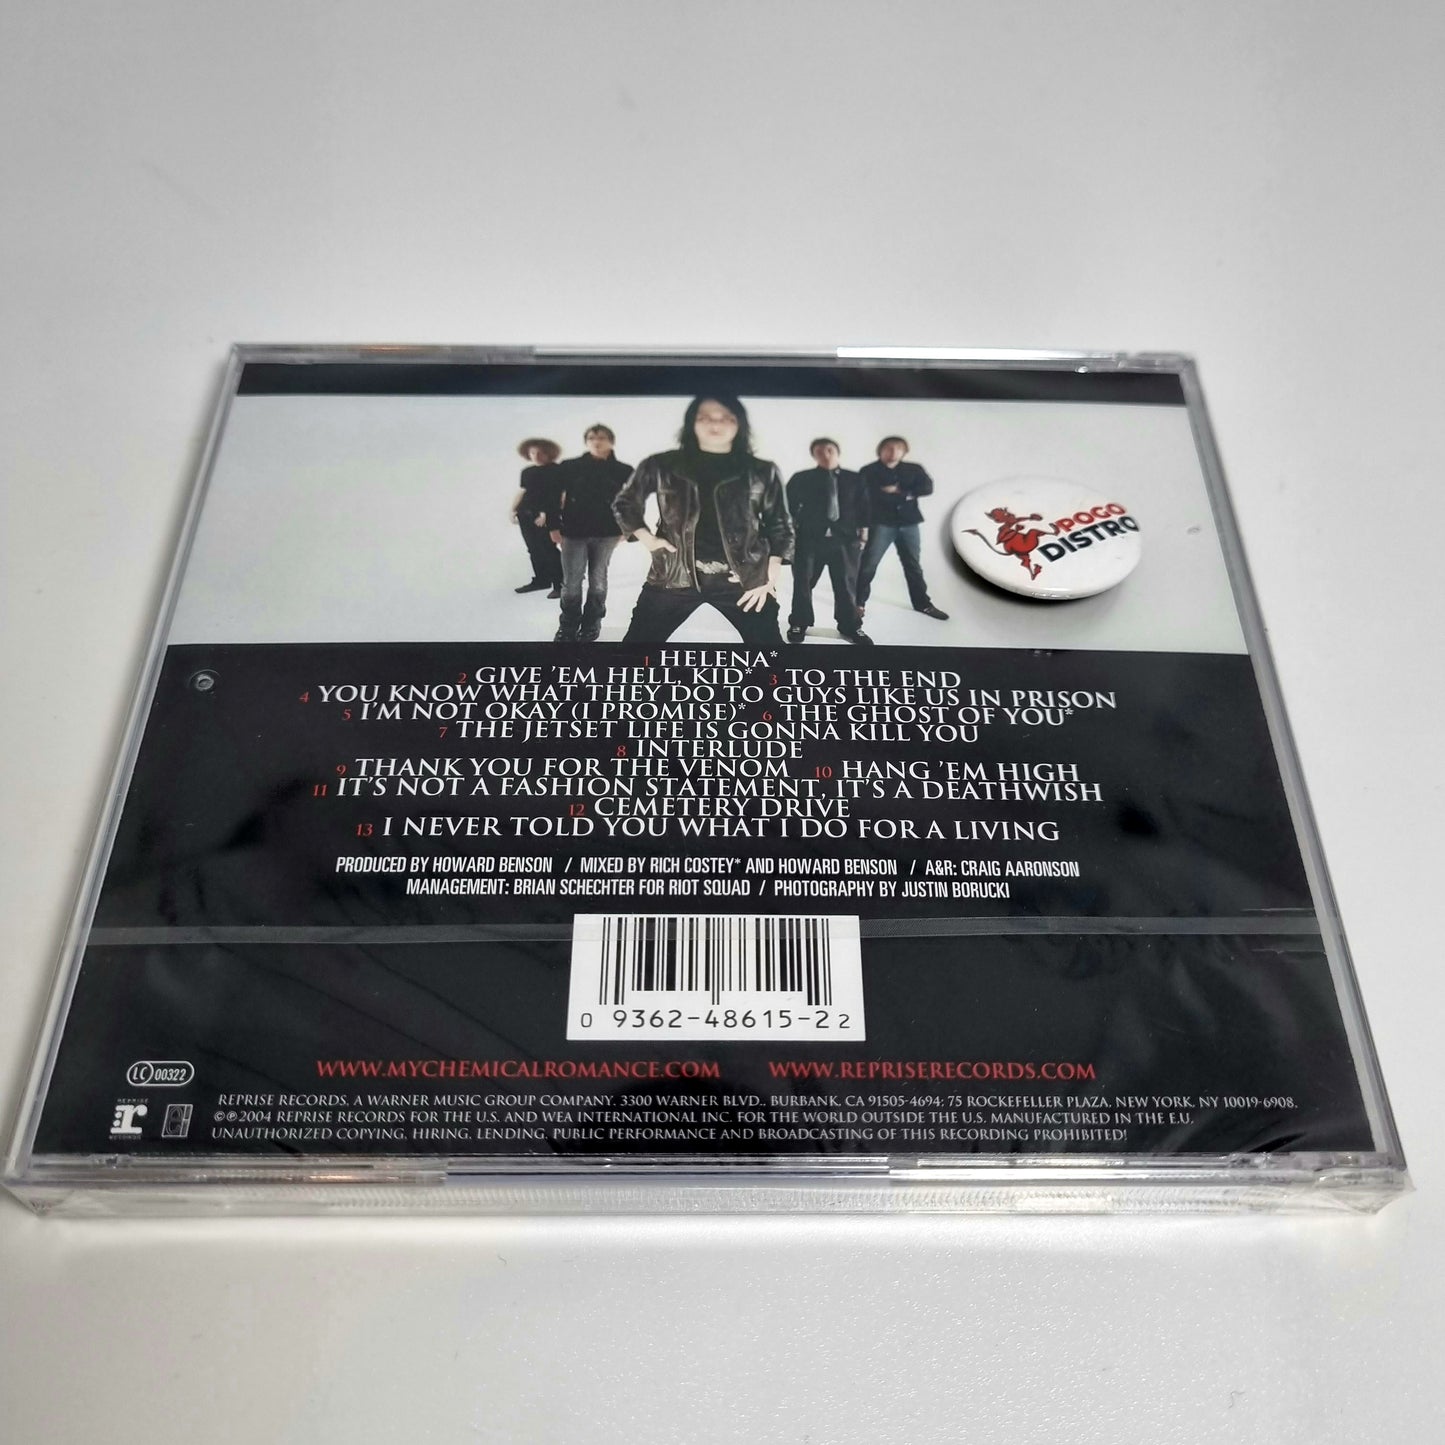 POGO
DISTRO
1 HELENA*
2 GIVE 'EM HELL, KID* 3 TO THE END
4 YOU KNOW WHAT THEY DO TO GUYS LIKE US IN PRISON
5 I'M NOT OKAY (I PROMISE)* 6 THE GHOST OF YOU*
7 THE JETSET LIFE IS GONNA KILL YOU
8 INTERLUDE
9 THANK YOU FOR THE VENOM 10 HANG 'EM HIGH
11 IT'S NOT A FASHION STATEMENT, IT'S A DEATHWISH
12 CEMETERY DRIVE
13 I NEVER TOLD YOU WHAT I DO FOR A LIVING
PRODUCED BY HOWARD BENSON / MIXED BY RICH COSTEY* AND HOWARD BENSON / A&R: CRAIG AARONSON
MANAGEMENT: BRIAN SCHECHTER FOR RIOT SQUAD / PHOTOGRAPHY BY JUSTIN BORUCKI
0 93624-48615-2 2
WWW.MYCHEMICALROMANCE.COM WWW.REPRISERECORDS.COM
LC 00322
REPRISE
r
RECORDS
REPRISE RECORDS, A WARNER MUSIC GROUP COMPANY. 3300 WARNER BLVD., BURBANK, CA 91505-4694; 75 ROCKEFELLER PLAZA, NEW YORK, NY 10019-6908.
©℗2004 REPRISE RECORDS FOR THE U.S. AND WEA INTERNATIONAL INC. FOR THE WORLD OUTSIDE THE U.S. MANUFACTURED IN THE E.U.
UNAUTHORIZED COPYING, HIRING, LENDING, PUBLIC PERFORMANCE AND BROADCASTING OF THIS RECORDING PROHIBITED!